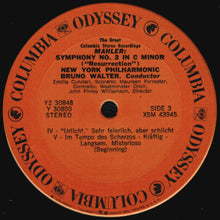 COLUMBIA ODYSSEY COLUMBIA ODYSSEY COLUMBIA ODYSSEY COLUMBIA ODYSSEY
The Great
Columbia Stereo Recordings
MAHLER:
SYMPHONY NO. 2 IN C MINOR
("Resurrection")
NEW YORK PHILHARMONIC
BRUNO WALTER, Conductor
Emilia Cundari, Soprano; Maureen Forrester,
Contralto; Westminster Choir,
John Finley Williamson, Director
Y2 30848
Y 30850
STEREO
SIDE 3
XSM 43945
IV - "Urlicht." Sehr feierlich, aber schlicht
V - Im Tempo des Scherzos - Kräftig -
Langsam. Misterioso
(Beginning)